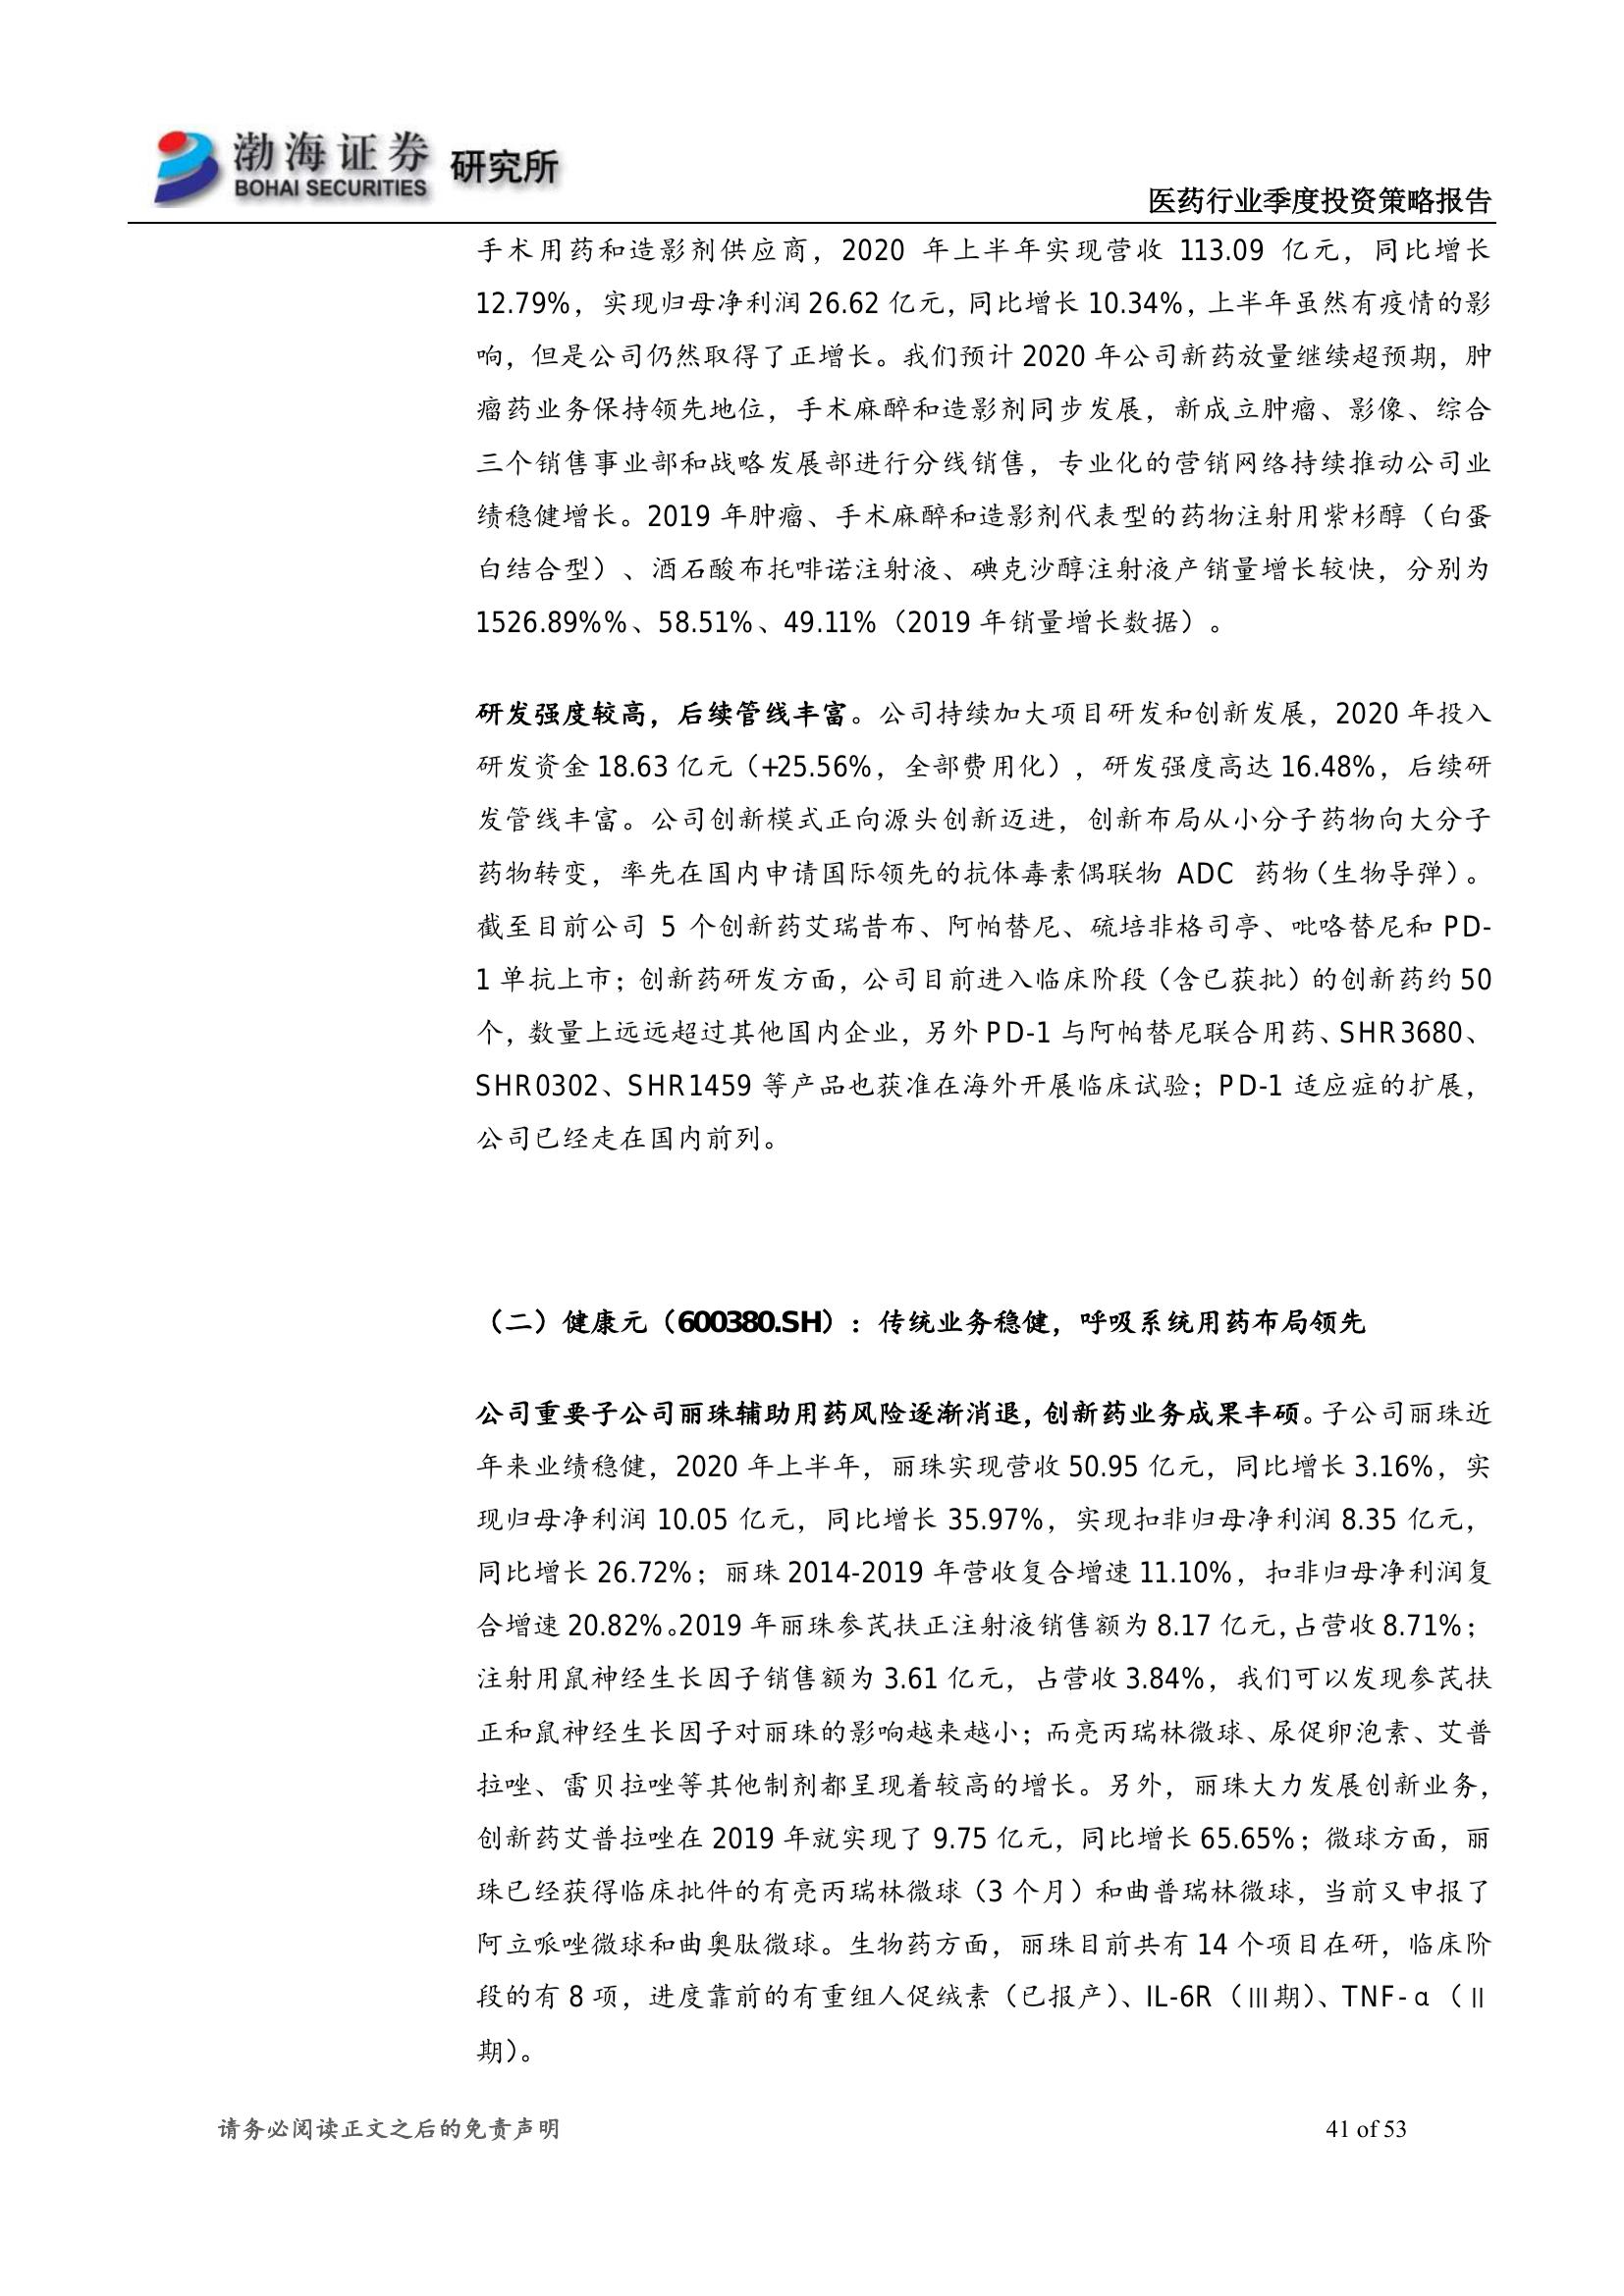 渤海证券 研究所
BOHAI SECURITIES
医药行业季度投资策略报告
手术用药和造影剂供应商，2020 年上半年实现营收 113.09 亿元，同比增长
12.79%，实现归母净利润 26.62 亿元，同比增长 10.34%，上半年虽然有疫情的影
响，但是公司仍然取得了正增长。我们预计 2020 年公司新药放量继续超预期，肿
瘤药业务保持领先地位，手术麻醉和造影剂同步发展，新成立肿瘤、影像、综合
三个销售事业部和战略发展部进行分线销售，专业化的营销网络持续推动公司业
绩稳健增长。2019 年肿瘤、手术麻醉和造影剂代表型的药物注射用紫杉醇（白蛋
白结合型）、酒石酸布托啡诺注射液、碘克沙醇注射液产销量增长较快，分别为
1526.89%%、58.51%、49.11%（2019 年销量增长数据）。
研发强度较高，后续管线丰富。公司持续加大项目研发和创新发展，2020 年投入
研发资金 18.63 亿元（+25.56%，全部费用化），研发强度高达 16.48%，后续研
发管线丰富。公司创新模式正向源头创新迈进，创新布局从小分子药物向大分子
药物转变，率先在国内申请国际领先的抗体毒素偶联物 ADC 药物（生物导弹）。
截至目前公司 5 个创新药艾瑞昔布、阿帕替尼、硫培非格司亭、吡咯替尼和 PD-
1 单抗上市；创新药研发方面，公司目前进入临床阶段（含已获批）的创新药约 50
个，数量上远远超过其他国内企业，另外 PD-1 与阿帕替尼联合用药、SHR3680、
SHR0302、SHR1459 等产品也获准在海外开展临床试验；PD-1 适应症的扩展，
公司已经走在国内前列。
（二）健康元（600380.SH）：传统业务稳健，呼吸系统用药布局领先
公司重要子公司丽珠辅助用药风险逐渐消退，创新药业务成果丰硕。子公司丽珠近
年来业绩稳健，2020 年上半年，丽珠实现营收 50.95 亿元，同比增长 3.16%，实
现归母净利润 10.05 亿元，同比增长 35.97%，实现扣非归母净利润 8.35 亿元，
同比增长 26.72%；丽珠 2014-2019 年营收复合增速 11.10%，扣非归母净利润复
合增速 20.82%。2019 年丽珠参芪扶正注射液销售额为 8.17 亿元，占营收 8.71%；
注射用鼠神经生长因子销售额为 3.61 亿元，占营收 3.84%，我们可以发现参芪扶
正和鼠神经生长因子对丽珠的影响越来越小；而亮丙瑞林微球、尿促卵泡素、艾普
拉唑、雷贝拉唑等其他制剂都呈现着较高的增长。另外，丽珠大力发展创新业务，
创新药艾普拉唑在 2019 年就实现了 9.75 亿元，同比增长 65.65%；微球方面，丽
珠已经获得临床批件的有亮丙瑞林微球（3 个月）和曲普瑞林微球，当前又申报了
阿立哌唑微球和曲奥肽微球。生物药方面，丽珠目前共有 14 个项目在研，临床阶
段的有 8 项，进度靠前的有重组人促绒素（已报产）、IL-6R（Ⅲ期）、TNF-α（Ⅱ
期）。
请务必阅读正文之后的免责声明
41 of 53